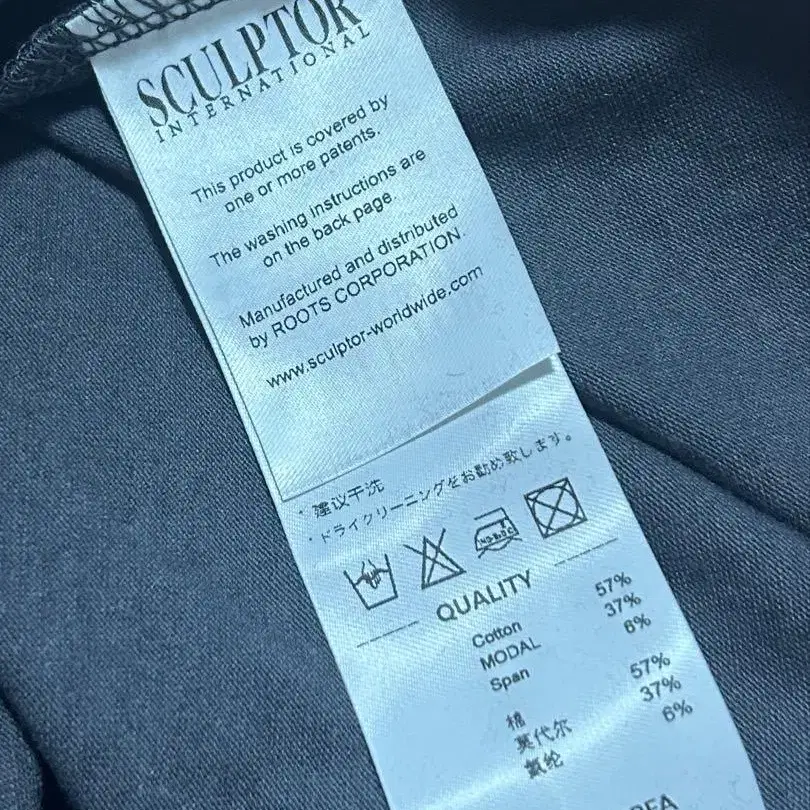 SCULPTOR
INTERNATIONAL
This product is covered by
one or more patents.
The washing instructions are
on the back page.
Manufactured and distributed
by ROOTS CORPORATION.
www.sculptor-worldwide.com
· 建议干洗
· ドライクリーニングをお勧め致します。
QUALITY
Cotton 57%
MODAL 37%
Span 6%
棉 57%
莫代尔 37%
氨纶 6%